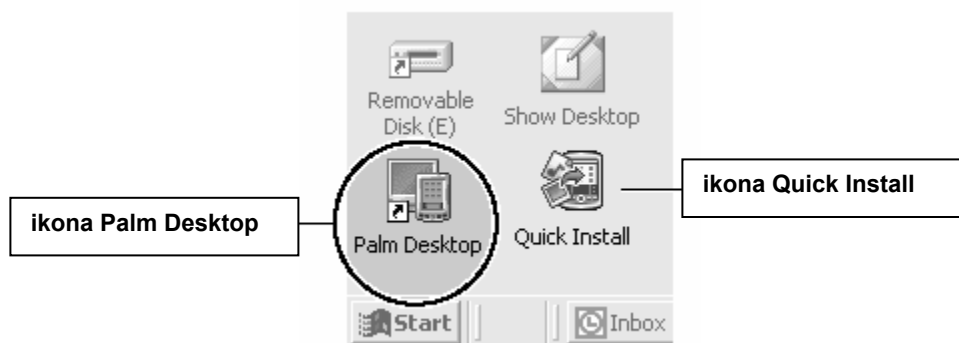 Removable
Disk (E)
Show Desktop
ikona Palm Desktop
Palm Desktop
Quick Install
ikona Quick Install
Start
Inbox